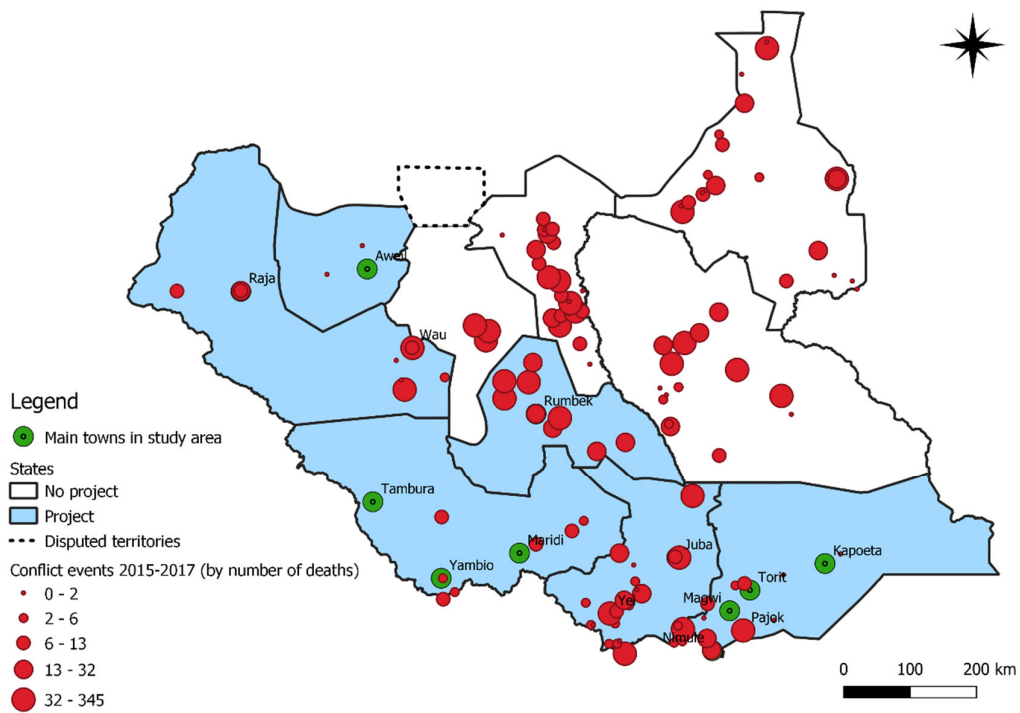 Raja
Awei
Wau
Rumbek
Tambura
Maridi
Yambio
Juba
Kapoeta
Torit
Yei
Magwi
Pajok
Nimule
Legend
Main towns in study area
States
No project
Project
Disputed territories
Conflict events 2015-2017 (by number of deaths)
0 - 2
2 - 6
6 - 13
13 - 32
32 - 345
0 100 200 km